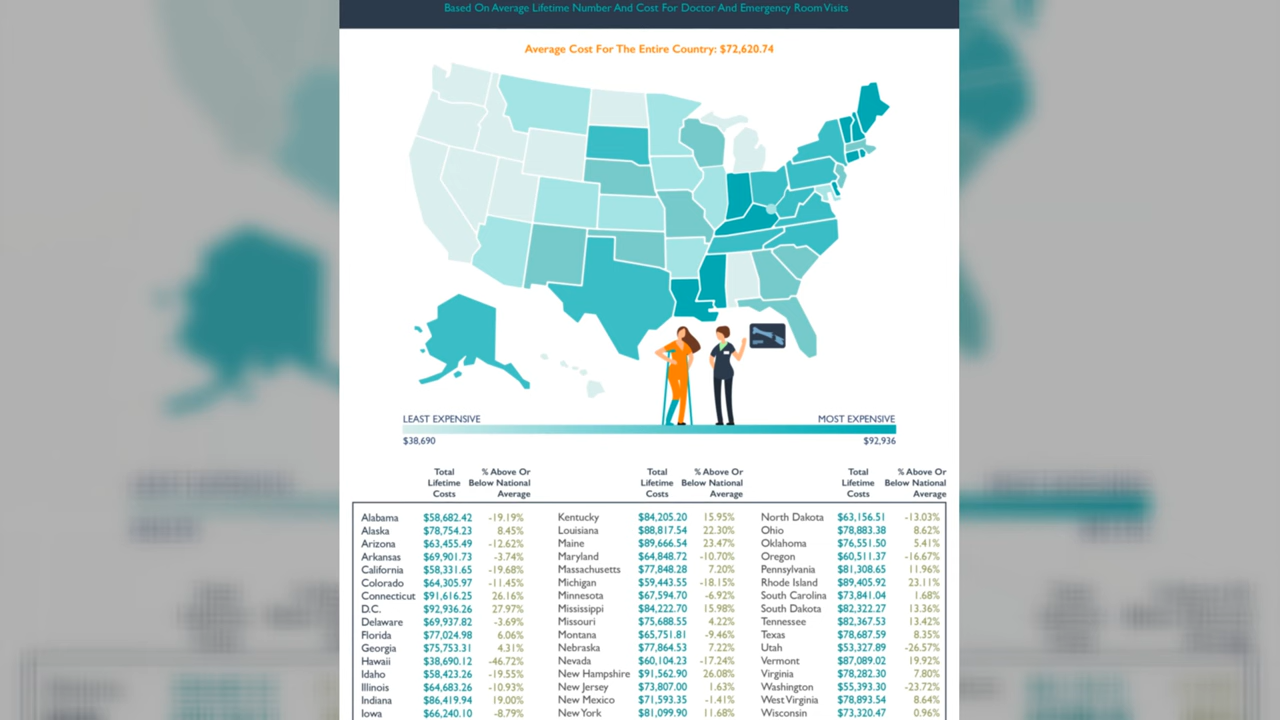 Based On Average Lifetime Number And Cost For Doctor And Emergency Room Visits
Average Cost For The Entire Country: $72,620.74
LEAST EXPENSIVE
MOST EXPENSIVE
$38,690
$92,936
Total Lifetime Costs % Above Or Below National Average Total Lifetime Costs % Above Or Below National Average Total Lifetime Costs % Above Or Below National Average
Alabama $58,682.42 -19.19% Kentucky $84,205.20 15.95% North Dakota $63,156.51 -13.03%
Alaska $78,754.23 8.45% Louisiana $88,817.54 22.30% Ohio $78,883.38 8.62%
Arizona $63,455.49 -12.62% Maine $89,666.54 23.47% Oklahoma $76,551.50 5.41%
Arkansas $69,901.73 -3.74% Maryland $64,848.72 -10.70% Oregon $60,511.37 -16.67%
California $58,331.65 -19.68% Massachusetts $77,848.28 7.20% Pennsylvania $81,308.65 11.96%
Colorado $64,305.97 -11.45% Michigan $59,443.55 -18.15% Rhode Island $89,405.92 23.11%
Connecticut $91,616.25 26.16% Minnesota $67,594.70 -6.92% South Carolina $73,841.04 1.68%
D.C. $92,936.26 27.97% Mississippi $84,222.70 15.98% South Dakota $82,322.27 13.36%
Delaware $69,937.82 -3.69% Missouri $75,688.55 4.22% Tennessee $82,367.53 13.42%
Florida $77,024.98 6.06% Montana $65,751.81 -9.46% Texas $78,687.59 8.35%
Georgia $75,753.31 4.31% Nebraska $77,864.53 7.22% Utah $53,327.89 -26.57%
Hawaii $38,690.12 -46.72% Nevada $60,104.23 -17.24% Vermont $87,089.02 19.92%
Idaho $58,423.26 -19.55% New Hampshire $91,562.90 26.08% Virginia $78,282.30 7.80%
Illinois $64,683.26 -10.93% New Jersey $73,807.00 1.63% Washington $55,393.30 -23.72%
Indiana $86,419.94 19.00% New Mexico $71,593.35 -1.41% West Virginia $78,893.54 8.64%
Iowa $66,240.10 -8.79% New York $81,099.90 11.68% Wisconsin $73,320.47 0.96%